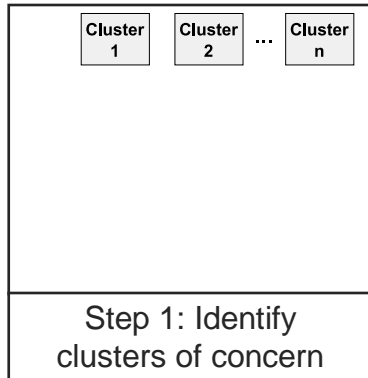 Cluster 1
Cluster 2
...
Cluster n
Step 1: Identify
clusters of concern